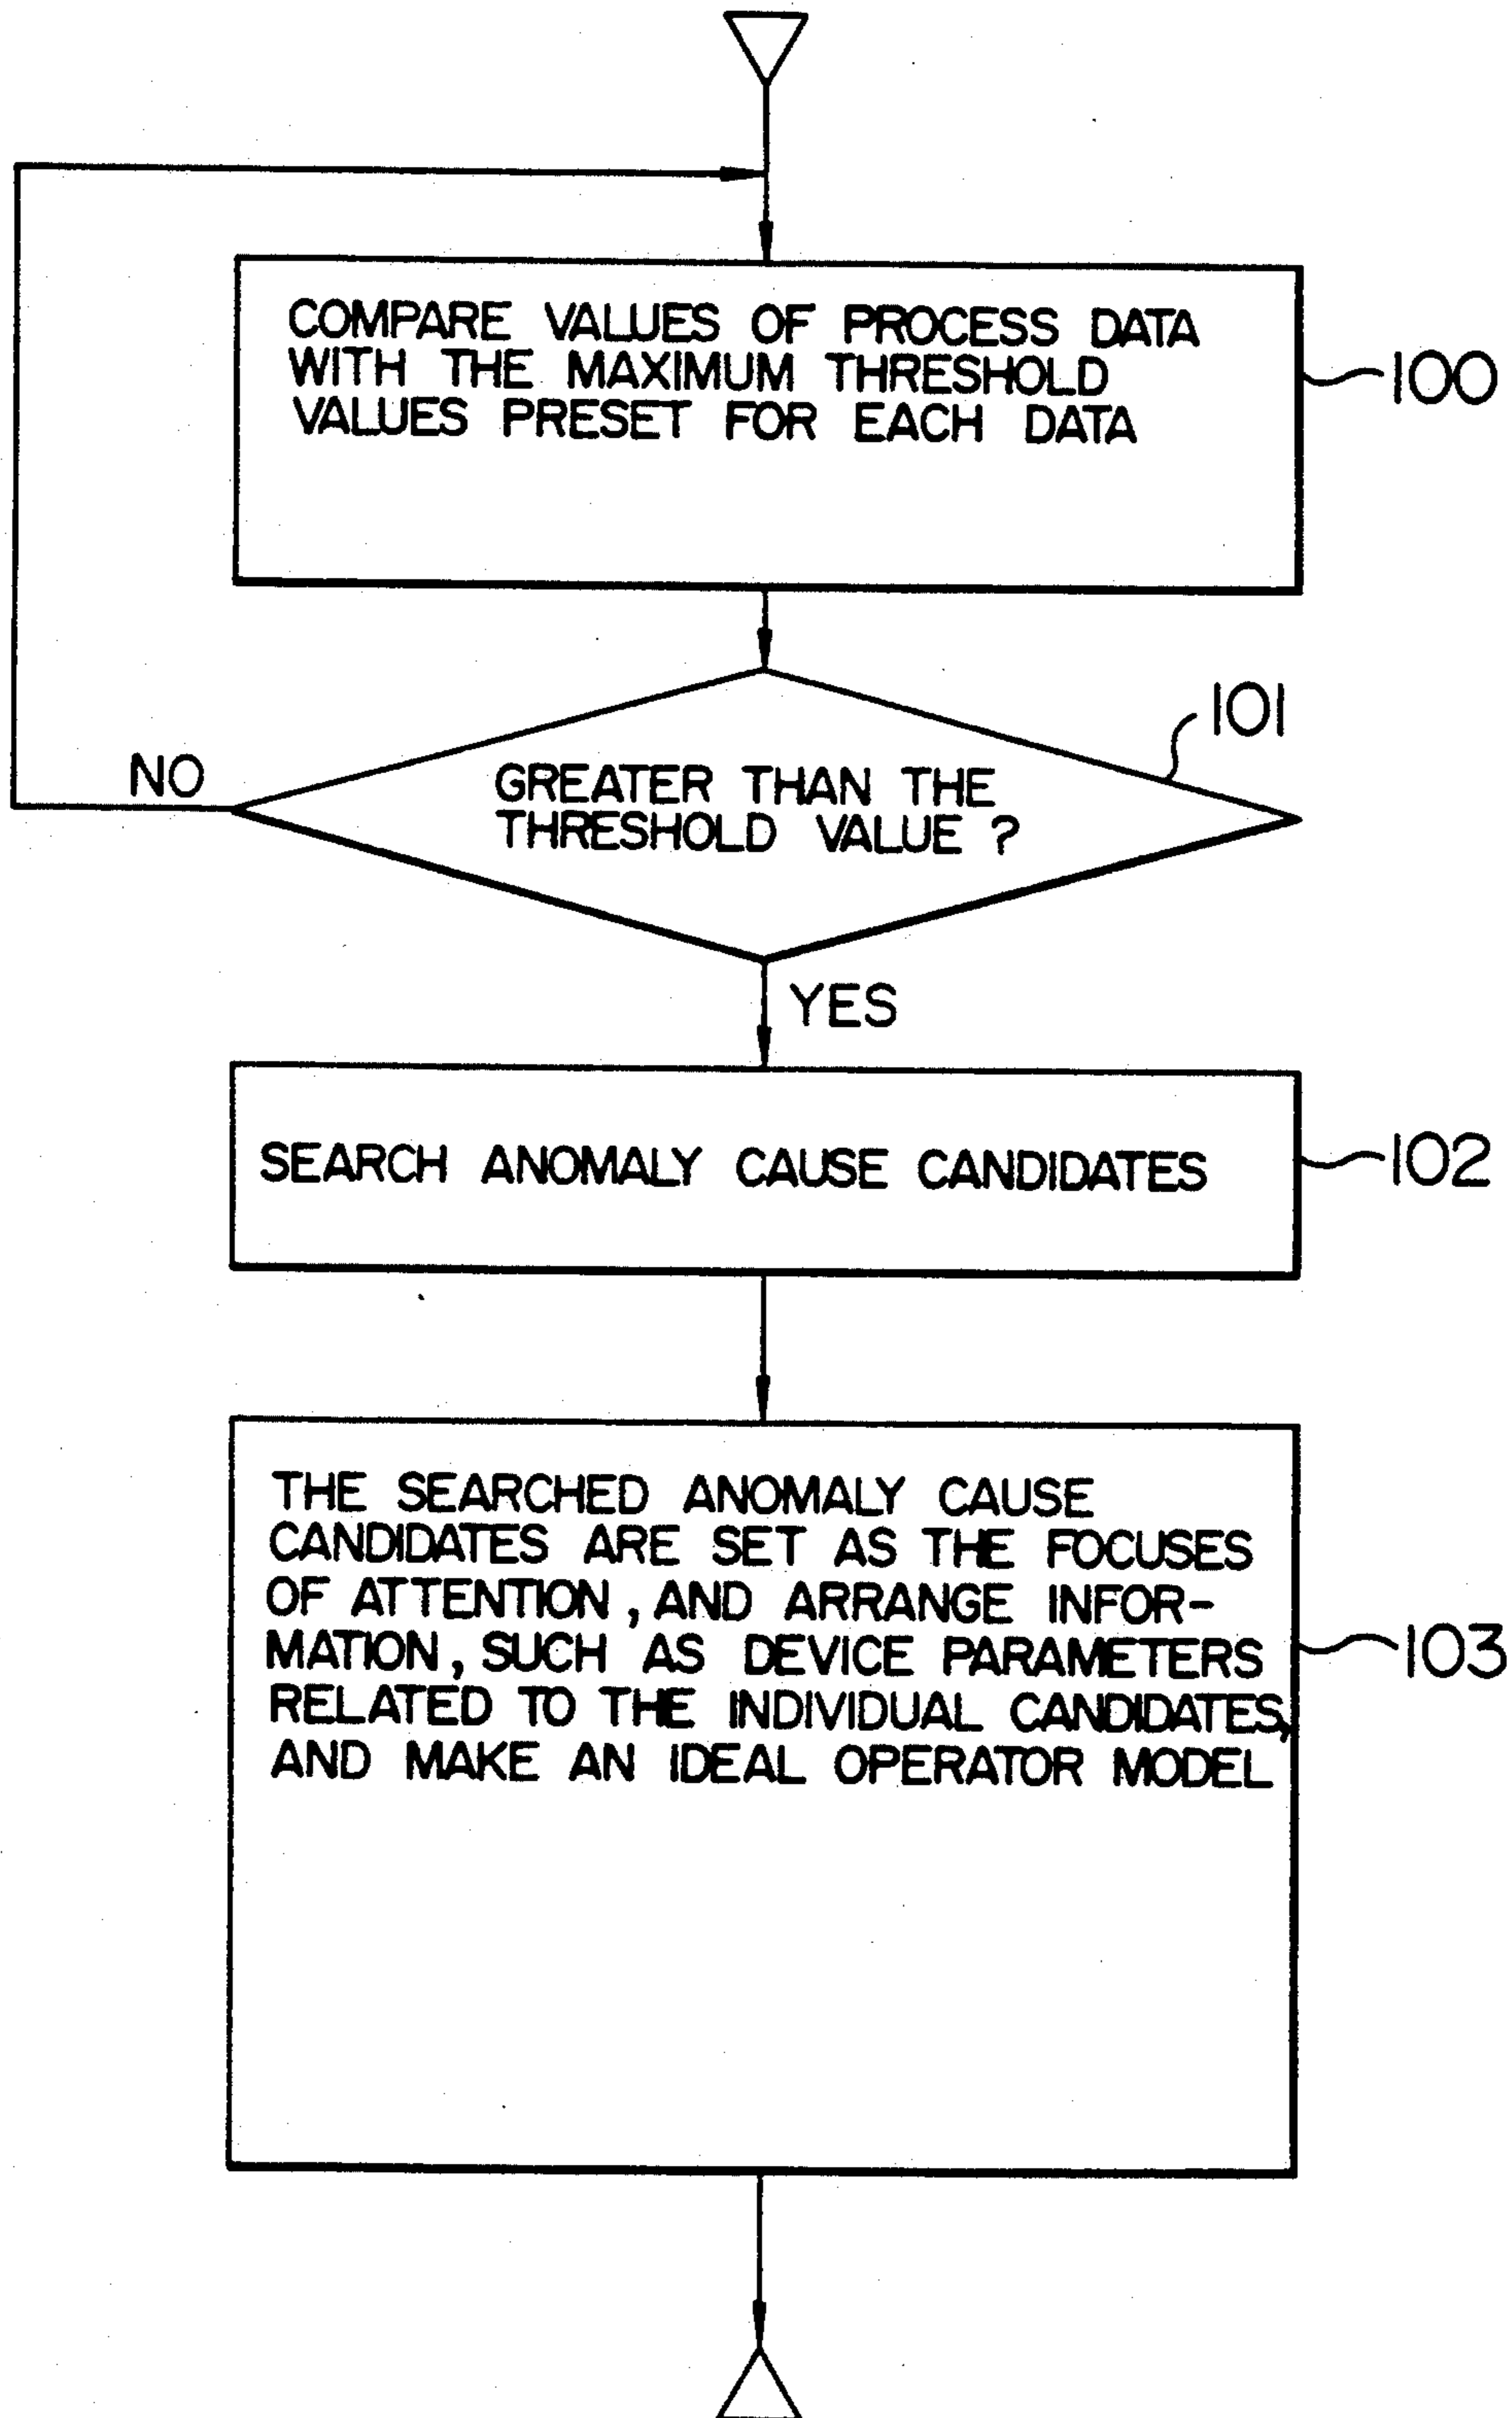 COMPARE VALUES OF PROCESS DATA
WITH THE MAXIMUM THRESHOLD
VALUES PRESET FOR EACH DATA
100
101
NO
GREATER THAN THE
THRESHOLD VALUE ?
YES
SEARCH ANOMALY CAUSE CANDIDATES
102
THE SEARCHED ANOMALY CAUSE
CANDIDATES ARE SET AS THE FOCUSES
OF ATTENTION, AND ARRANGE INFOR-
MATION, SUCH AS DEVICE PARAMETERS
RELATED TO THE INDIVIDUAL CANDIDATES,
AND MAKE AN IDEAL OPERATOR MODEL
103